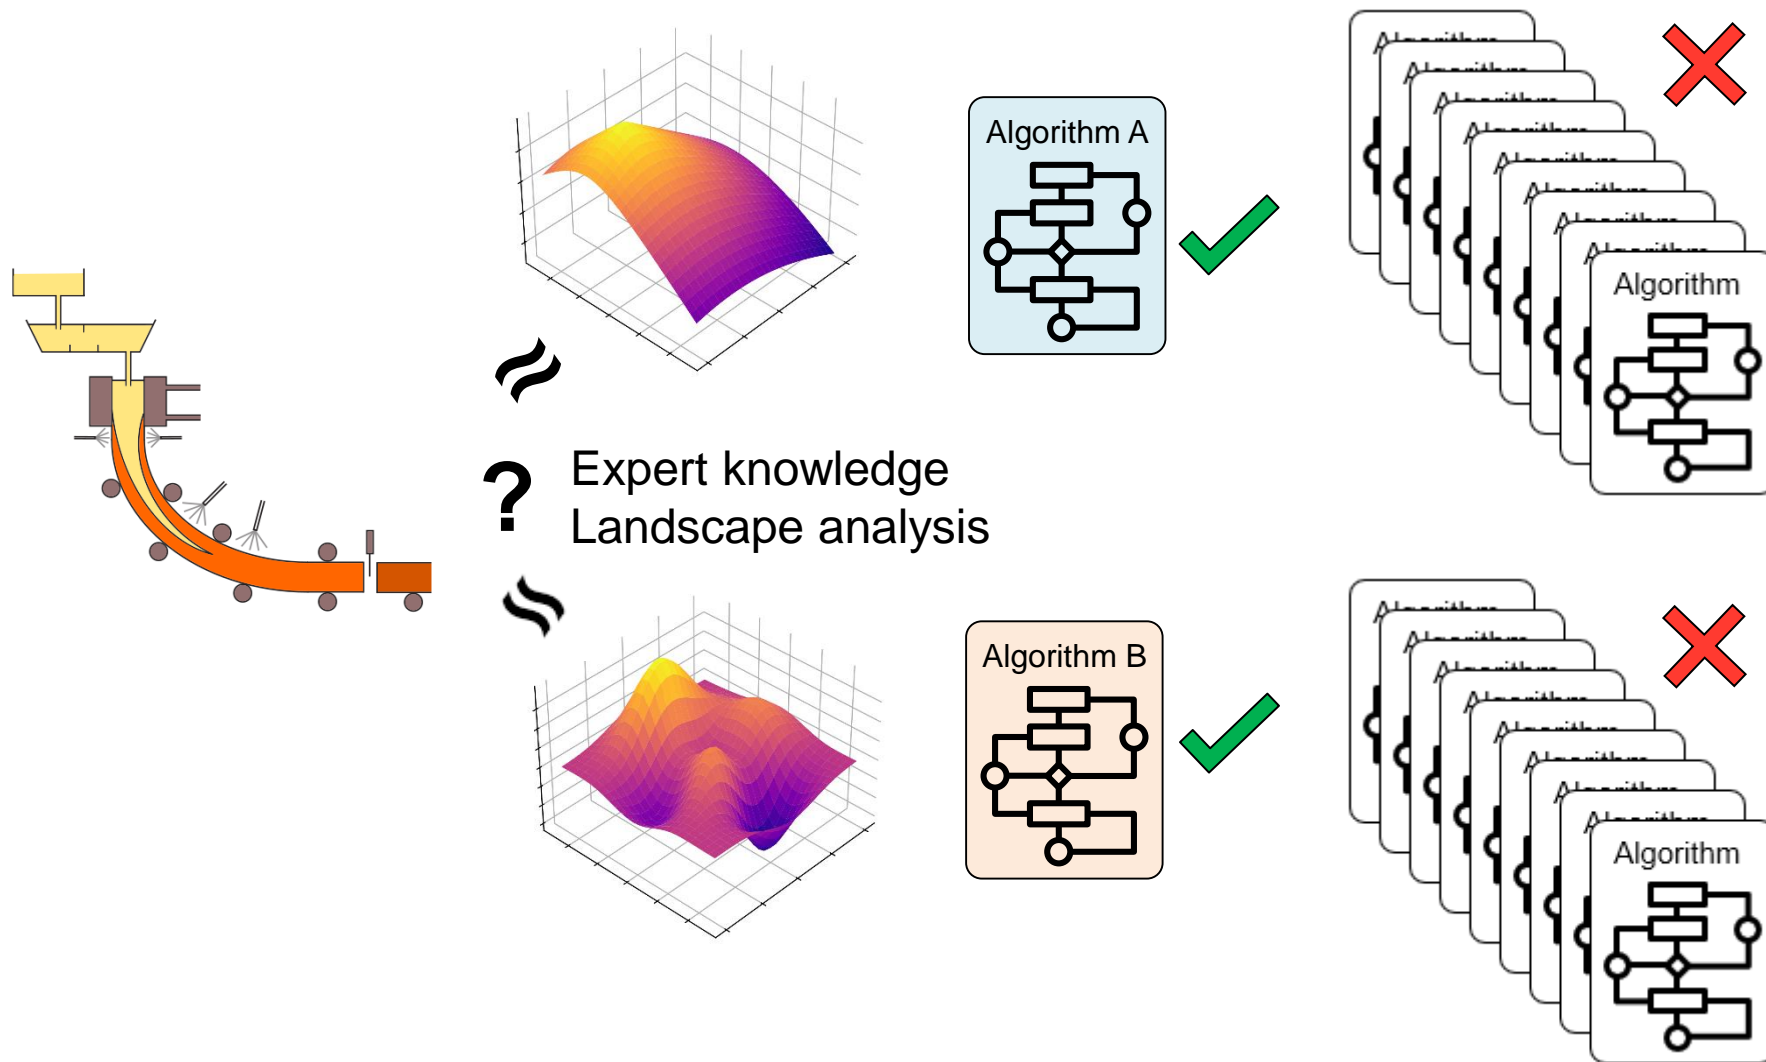 Algorithm A
Algorithm
Expert knowledge
Landscape analysis
Algorithm B
Algorithm